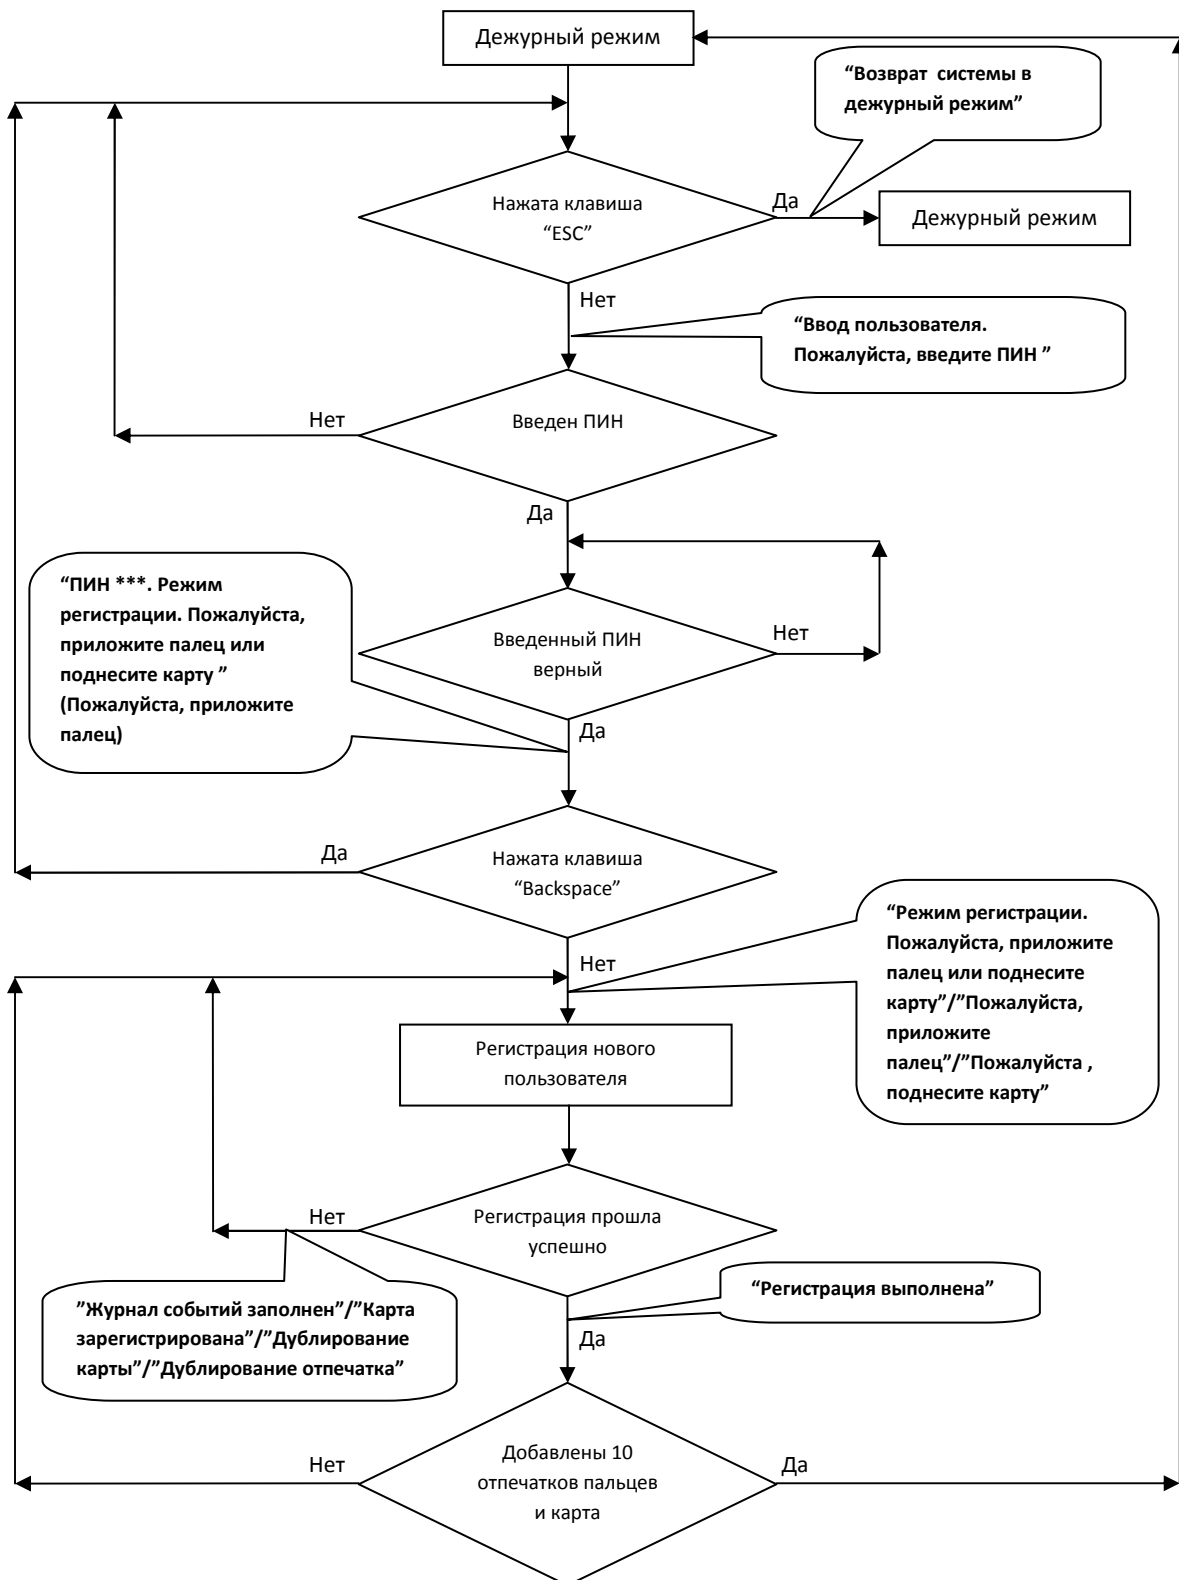 Дежурный режим
“Возврат системы в
дежурный режим”
Нажата клавиша
“ESC”
Да
Дежурный режим
Нет
“Ввод пользователя.
Пожалуйста, введите ПИН ”
Нет
Введен ПИН
Да
“ПИН ***. Режим
регистрации. Пожалуйста,
приложите палец или
поднесите карту ”
(Пожалуйста, приложите
палец)
Введенный ПИН
верный
Нет
Да
Да
Нажата клавиша
“Backspace”
“Режим регистрации.
Пожалуйста, приложите
палец или поднесите
карту”/”Пожалуйста,
приложите
палец”/”Пожалуйста ,
поднесите карту”
Нет
Регистрация нового
пользователя
Нет
Регистрация прошла
успешно
”Журнал событий заполнен”/”Карта
зарегистрирована”/”Дублирование
карты”/”Дублирование отпечатка”
“Регистрация выполнена”
Да
Нет
Добавлены 10
отпечатков пальцев
и карта
Да